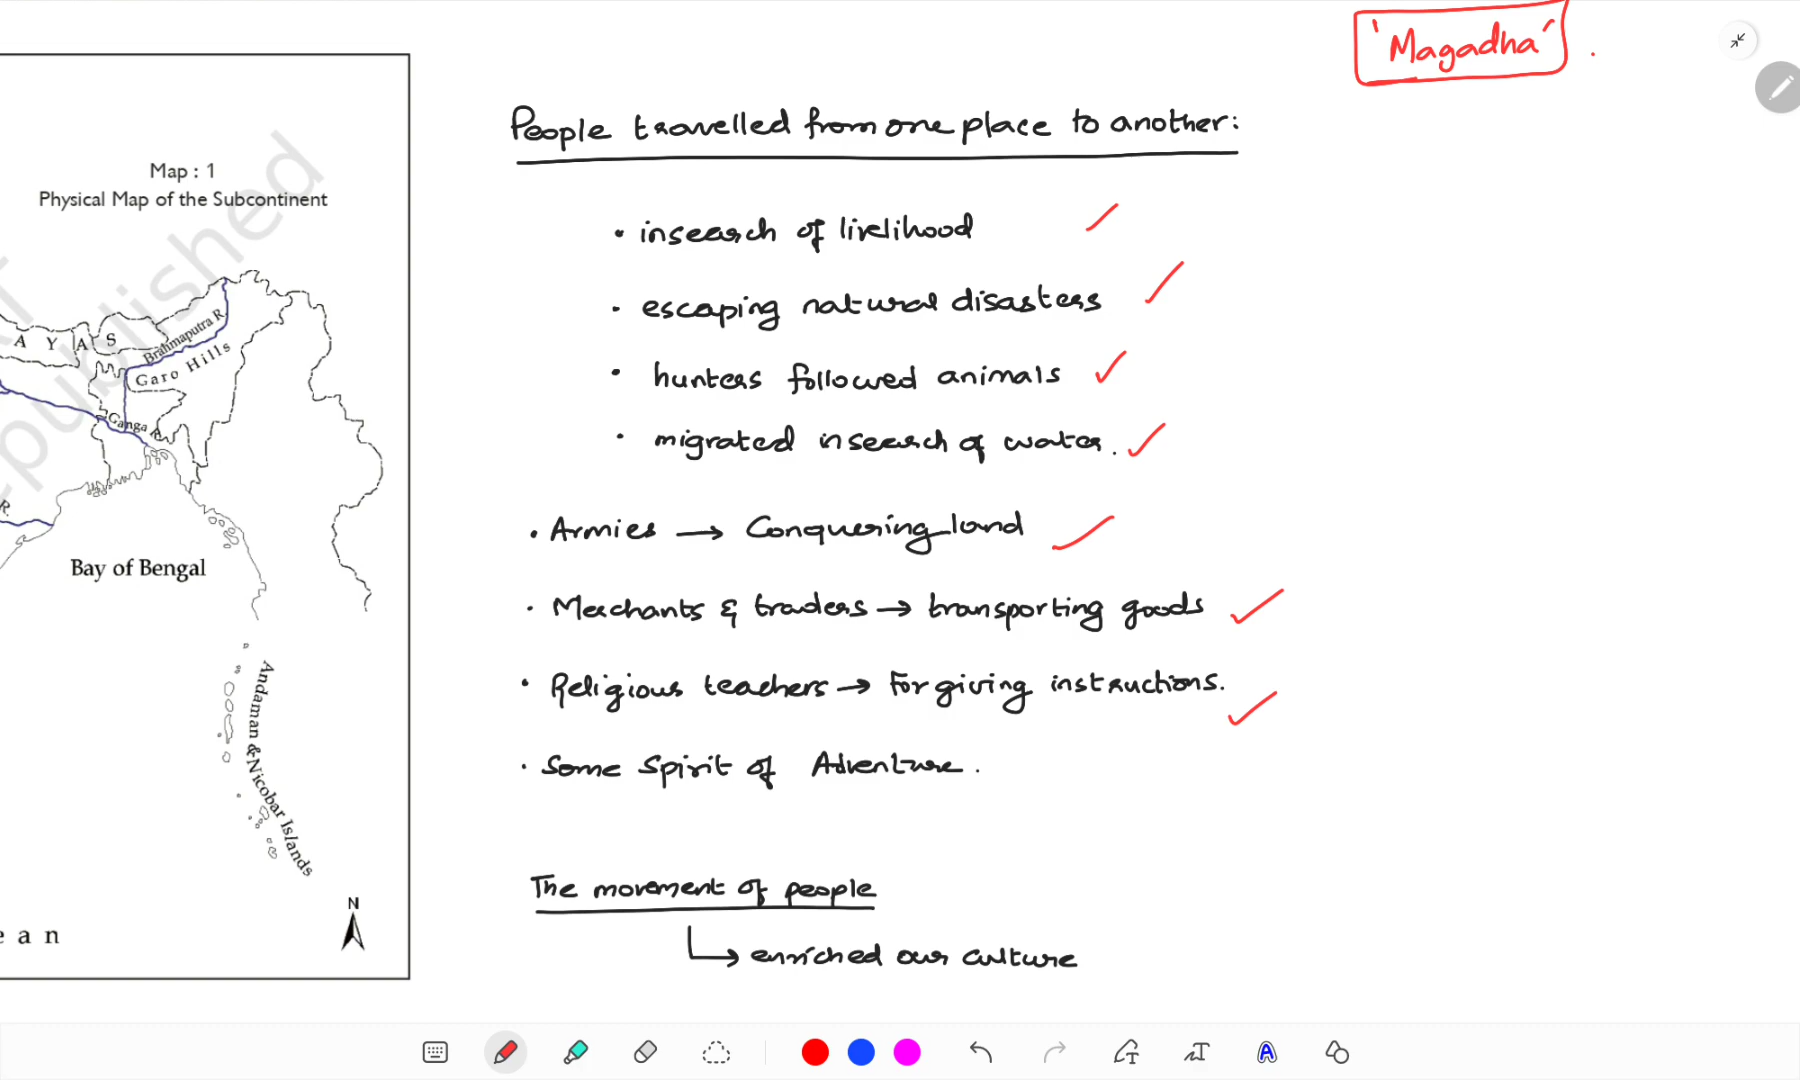 'Magadha'
People travelled from one place to another:
Map : 1
Physical Map of the Subcontinent
• insearch of livelihood
• escaping natural disasters
• hunters followed animals
• migrated insearch of water.
A Y A S
Brahmaputra R.
Garo Hills
Ganga R.
R.
Bay of Bengal
• Armies → Conquering land
• Merchants & traders → transporting goods
• Religious teachers → For giving instructions.
• Some Spirit of Adventure.
Andaman & Nicobar Islands
The movement of people
↳ enriched our culture
N
e a n